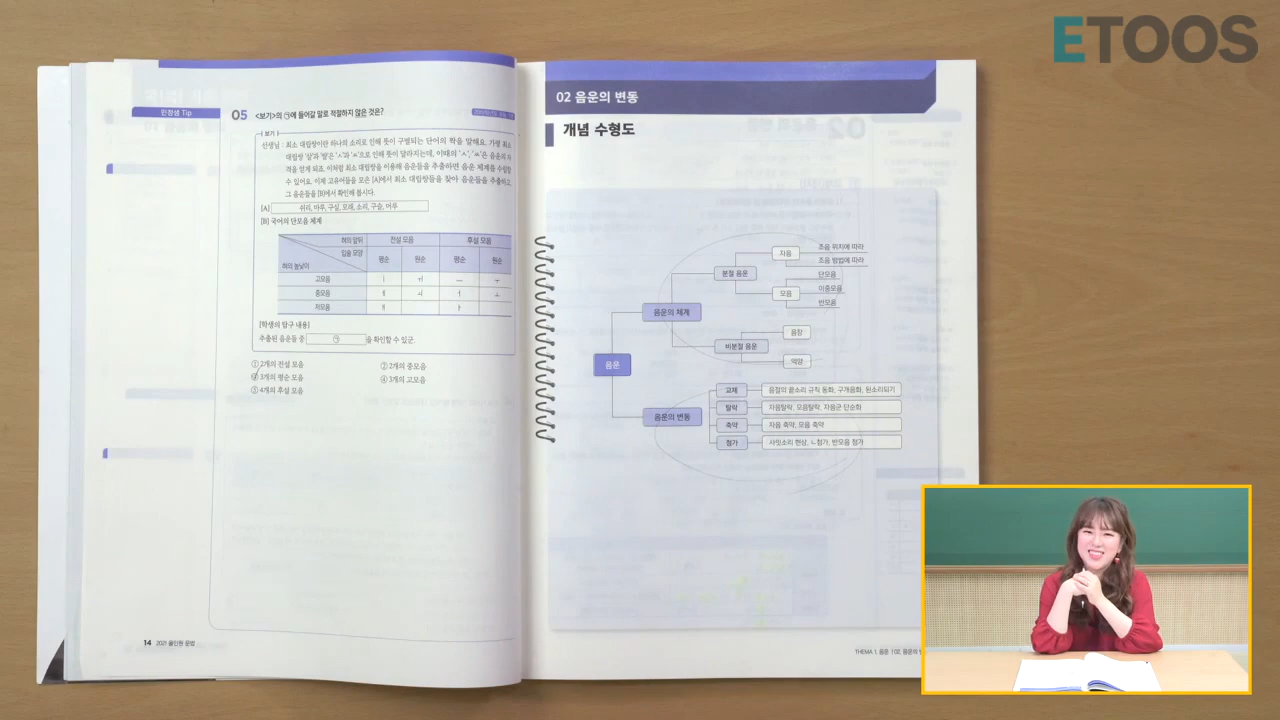 ETOOS
민정샘 Tip
05 <보기>의 ㉠에 들어갈 말로 적절하지 않은 것은?
보기
선생님 : 최소 대립쌍이란 하나의 소리로 인해 뜻이 구별되는 단어의 짝을 말해요. 가령 최소
대립쌍 '살'과 '쌀'은 'ㅅ'과 'ㅆ'으로 인해 뜻이 달라지는데, 이때의 'ㅅ', 'ㅆ'은 음운의 자
격을 얻게 되죠. 이처럼 최소 대립쌍을 이용해 음운들을 추출하면 음운 체계를 수립할
수 있어요. 이제 고유어들을 모은 [A]에서 최소 대립쌍들을 찾아 음운들을 추출하고,
그 음운들을 [B]에서 확인해 봅시다.
[A] 쉬리, 마루, 구실, 모래, 소리, 구슬, 머루
[B] 국어의 단모음 체계
혀의 앞뒤 전설 모음 후설 모음
입술 모양 평순 원순 평순 원순
혀의 높낮이
고모음 ㅣ ㅟ ㅡ ㅜ
중모음 ㅔ ㅚ ㅓ ㅗ
저모음 ㅐ ㅏ
[학생의 탐구 내용]
추출된 음운들 중 ㉠ 을 확인할 수 있군.
① 2개의 전설 모음 ② 2개의 중모음
③ 3개의 평순 모음 ④ 3개의 고모음
⑤ 4개의 후설 모음
14 2021 올인원 문법
02 음운의 변동
개념 수형도
음운
음운의 체계
분절 음운
자음
조음 위치에 따라
조음 방법에 따라
모음
단모음
이중모음
반모음
비분절 음운
음장
억양
음운의 변동
교체 음절의 끝소리 규칙 동화, 구개음화, 된소리되기
탈락 자음탈락, 모음탈락, 자음군 단순화
축약 자음 축약, 모음 축약
첨가 사잇소리 현상, ㄴ첨가, 반모음 첨가
THEMA 1. 음운 | 02. 음운의